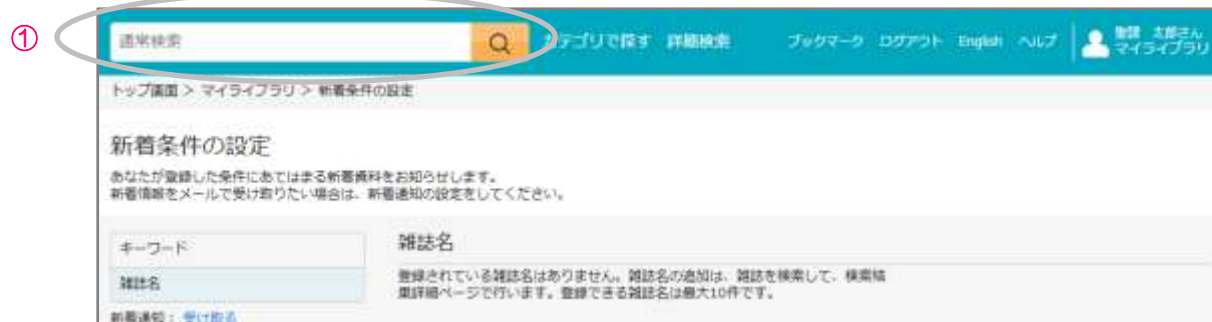 ①
通常検索
カテゴリで探す 詳細検索 ブックマーク ログアウト English ヘルプ
聖隷 太郎さん
マイライブラリ
トップ画面 > マイライブラリ > 新着条件の設定
新着条件の設定
あなたが登録した条件にあてはまる新着資料をお知らせします。
新着情報をメールで受け取りたい場合は、新着通知の設定をしてください。
キーワード
雑誌名
新着通知: 受け取る
雑誌名
登録されている雑誌名はありません。雑誌名の追加は、雑誌を検索して、検索結
果詳細ページで行います。登録できる雑誌名は最大10件です。